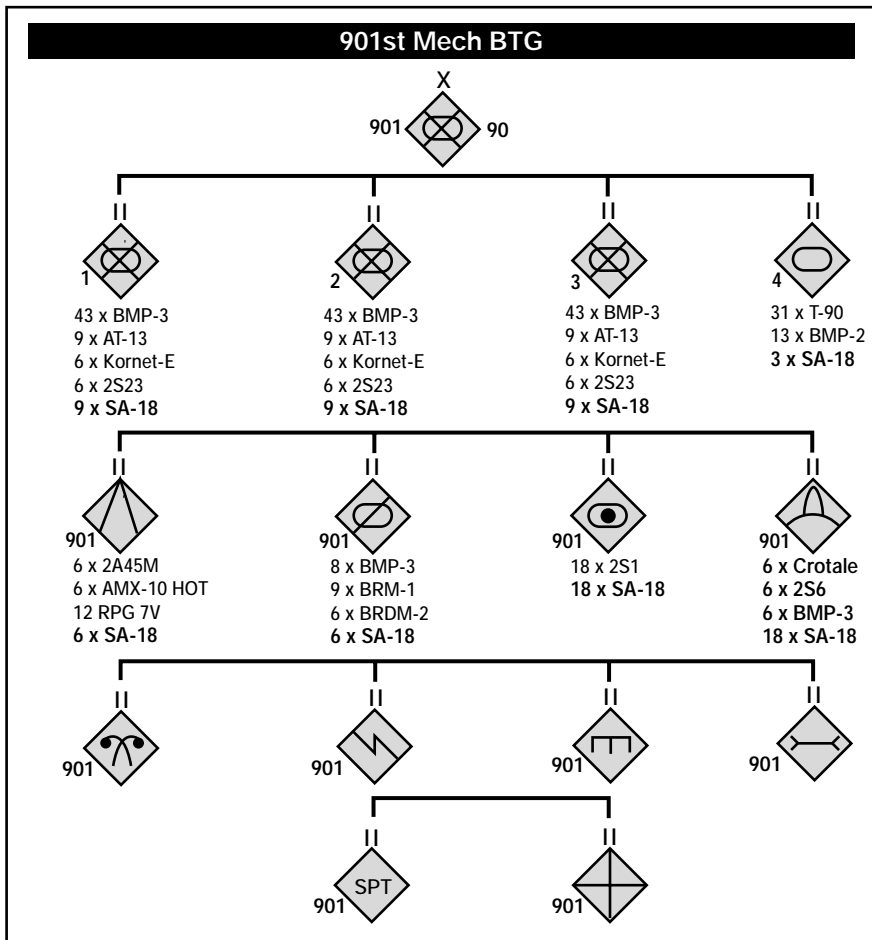 901st Mech BTG
X
901 90
II II II II
1 2 3 4
43 x BMP-3
9 x AT-13
6 x Kornet-E
6 x 2S23
9 x SA-18
43 x BMP-3
9 x AT-13
6 x Kornet-E
6 x 2S23
9 x SA-18
43 x BMP-3
9 x AT-13
6 x Kornet-E
6 x 2S23
9 x SA-18
31 x T-90
13 x BMP-2
3 x SA-18
II II II II
901 901 901 901
6 x 2A45M
6 x AMX-10 HOT
12 RPG 7V
6 x SA-18
8 x BMP-3
9 x BRM-1
6 x BRDM-2
6 x SA-18
18 x 2S1
18 x SA-18
6 x Crotale
6 x 2S6
6 x BMP-3
18 x SA-18
II II II II
901 901 901 901
II II
SPT
901 901